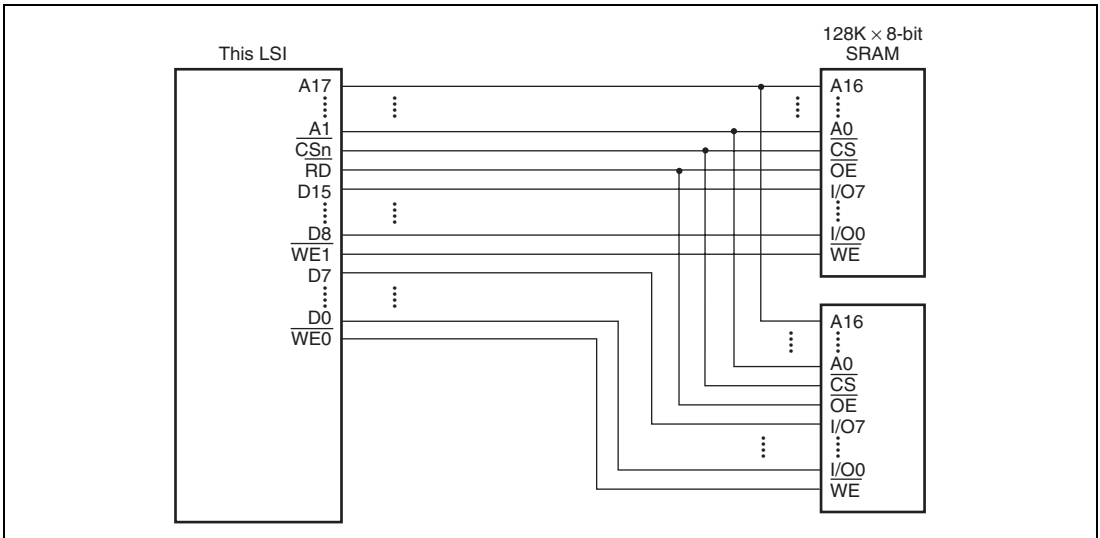 This LSI
A17
A1
CSn
RD
D15
D8
WE1
D7
D0
WE0
128K × 8-bit
SRAM
A16
A0
CS
OE
I/O7
I/O0
WE
A16
A0
CS
OE
I/O7
I/O0
WE